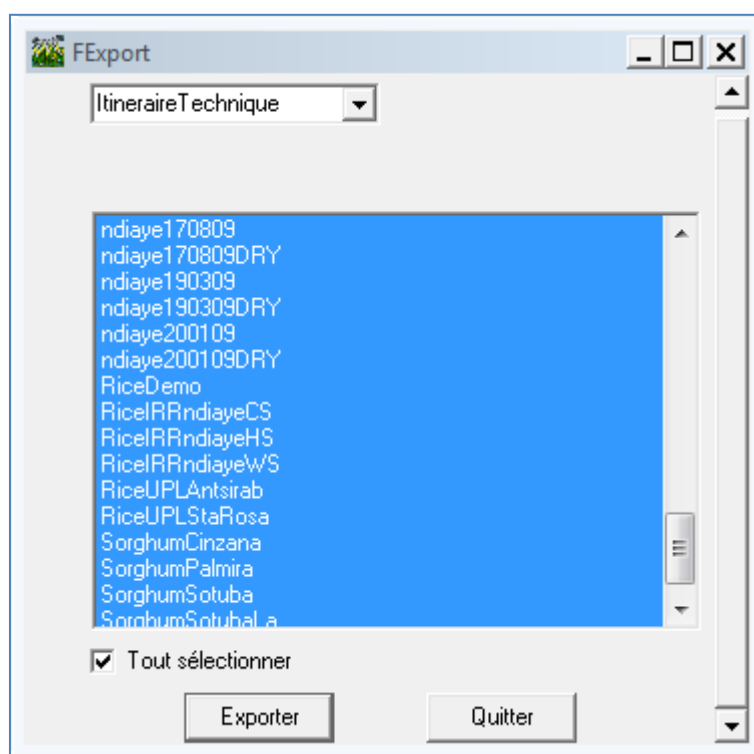 FExport
ItineraireTechnique
ndiaye170809
ndiaye170809DRY
ndiaye190309
ndiaye190309DRY
ndiaye200109
ndiaye200109DRY
RiceDemo
RiceIRRndiayeCS
RiceIRRndiayeHS
RiceIRRndiayeWS
RiceUPLAntsirab
RiceUPLStaRosa
SorghumCinzana
SorghumPalmira
SorghumSotuba
SorghumSotubaLa
Tout sélectionner
Exporter Quitter